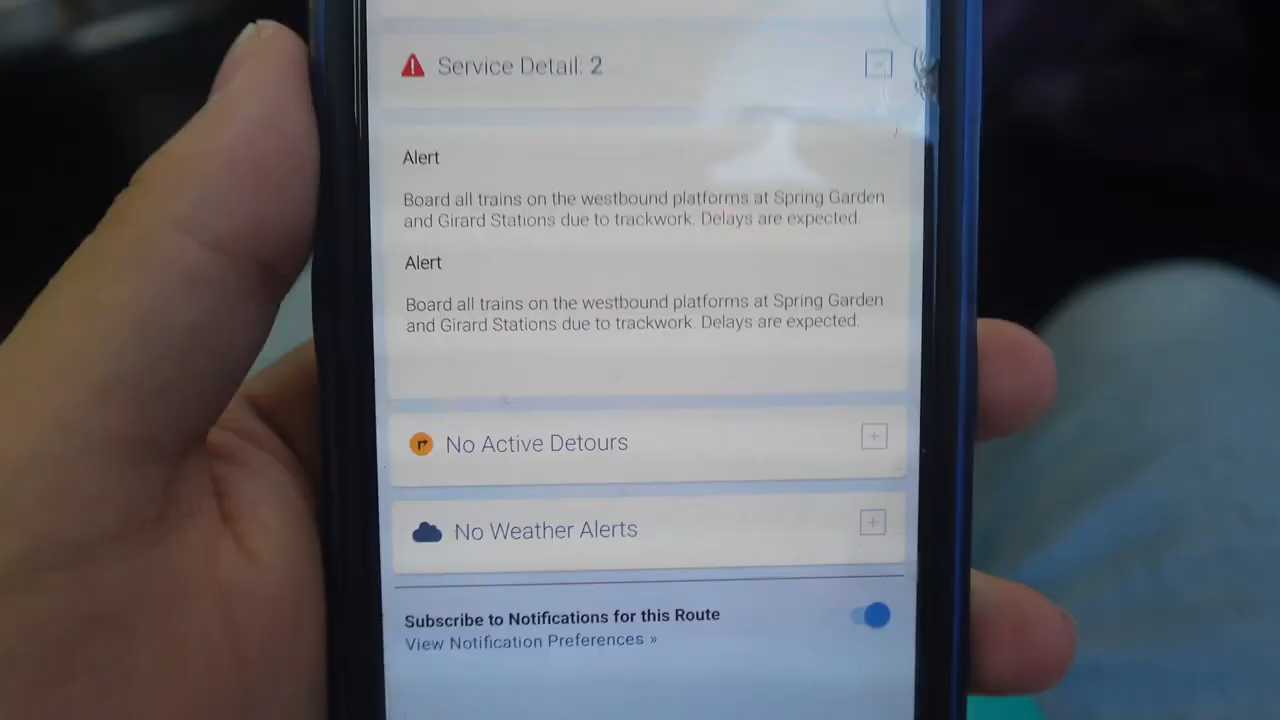 Service Detail: 2
Alert
Board all trains on the westbound platforms at Spring Garden
and Girard Stations due to trackwork. Delays are expected.
Alert
Board all trains on the westbound platforms at Spring Garden
and Girard Stations due to trackwork. Delays are expected.
No Active Detours
No Weather Alerts
Subscribe to Notifications for this Route
View Notification Preferences »